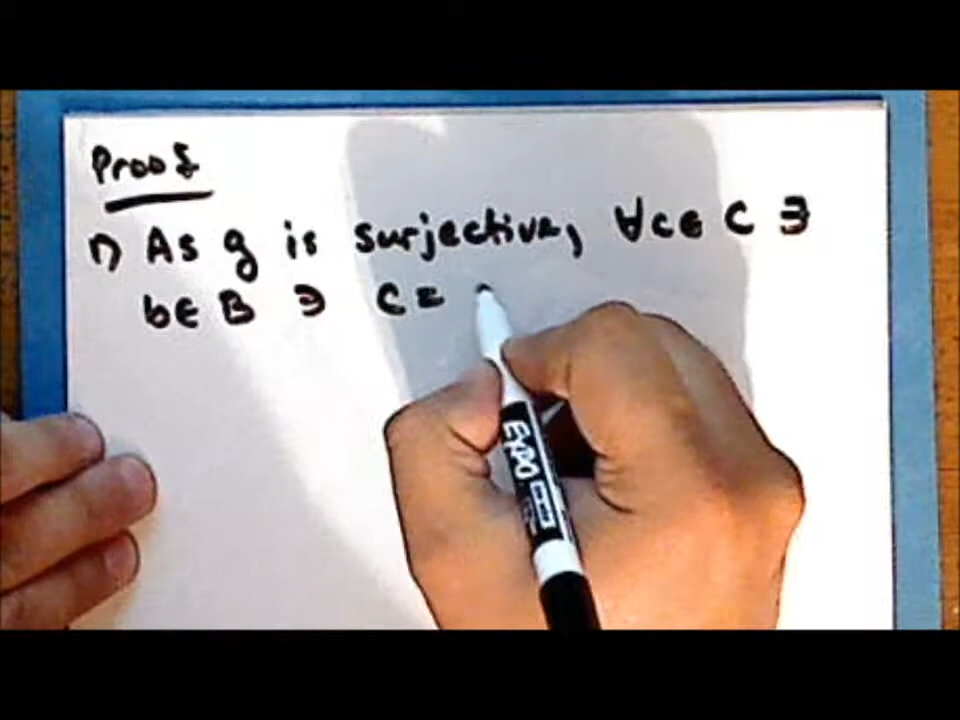 Proof
1) As g is surjective, ∀c∈ C ∋
b∈ B ∋ c =
EXPO